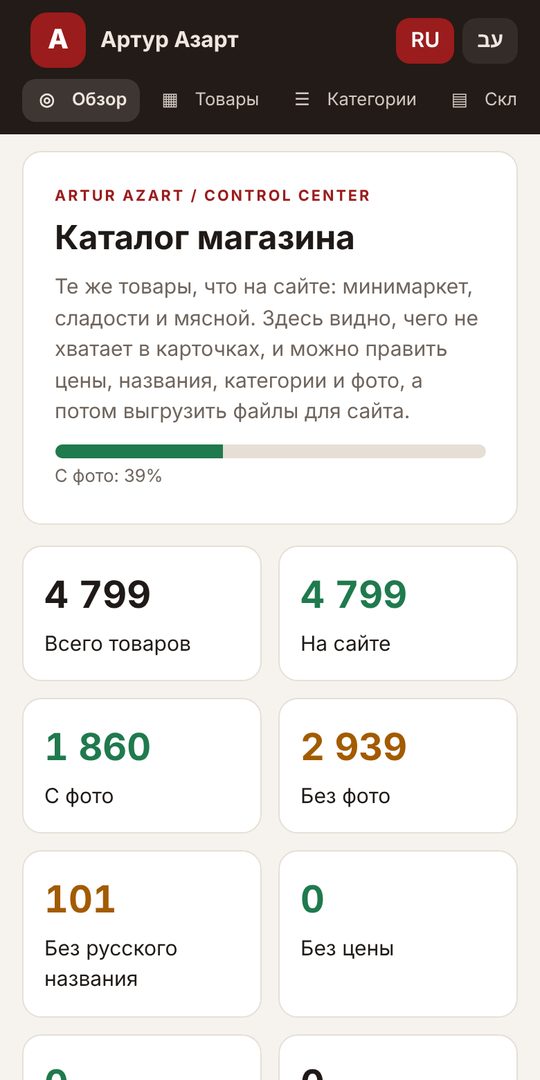 А Артур Азарт RU עב
Обзор Товары Категории Скл
ARTUR AZART / CONTROL CENTER
Каталог магазина
Те же товары, что на сайте: минимаркет,
сладости и мясной. Здесь видно, чего не
хватает в карточках, и можно править
цены, названия, категории и фото, а
потом выгрузить файлы для сайта.
С фото: 39%
4 799
Всего товаров
4 799
На сайте
1 860
С фото
2 939
Без фото
101
Без русского
названия
0
Без цены